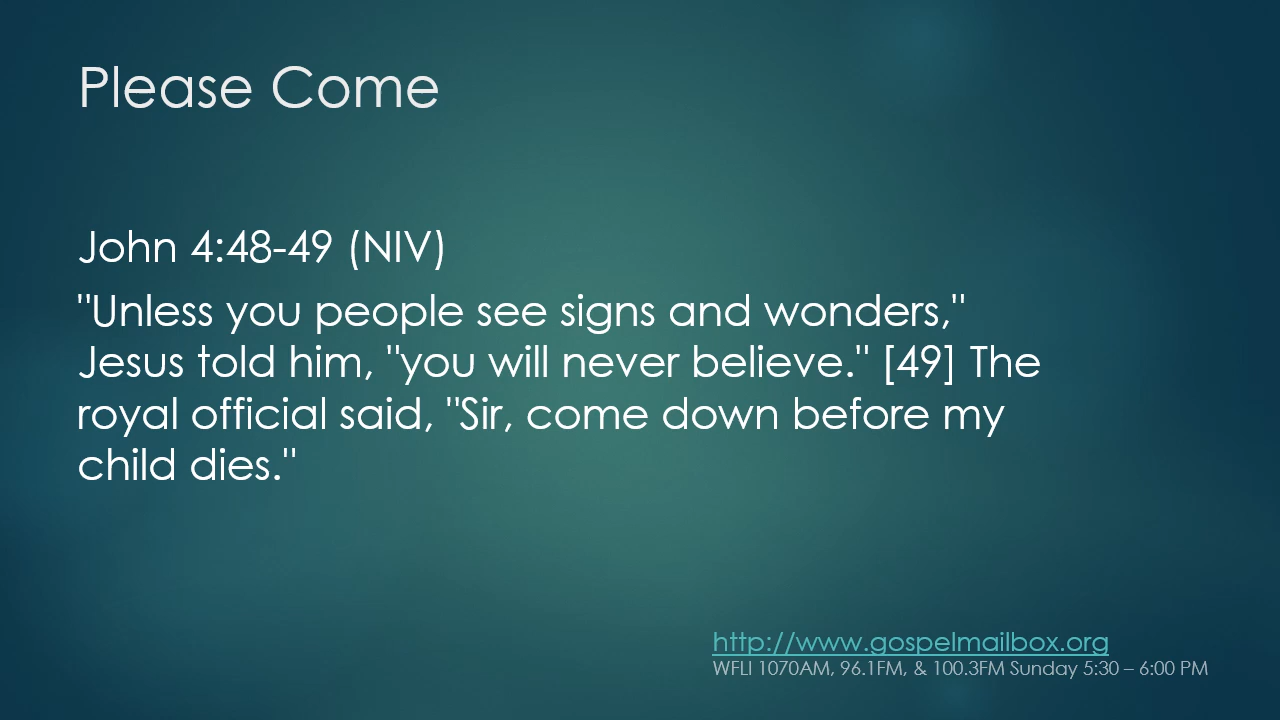 Please Come
John 4:48-49 (NIV)
"Unless you people see signs and wonders,"
Jesus told him, "you will never believe." [49] The
royal official said, "Sir, come down before my
child dies."
http://www.gospelmailbox.org
WFLI 1070AM, 96.1FM, & 100.3FM Sunday 5:30 – 6:00 PM